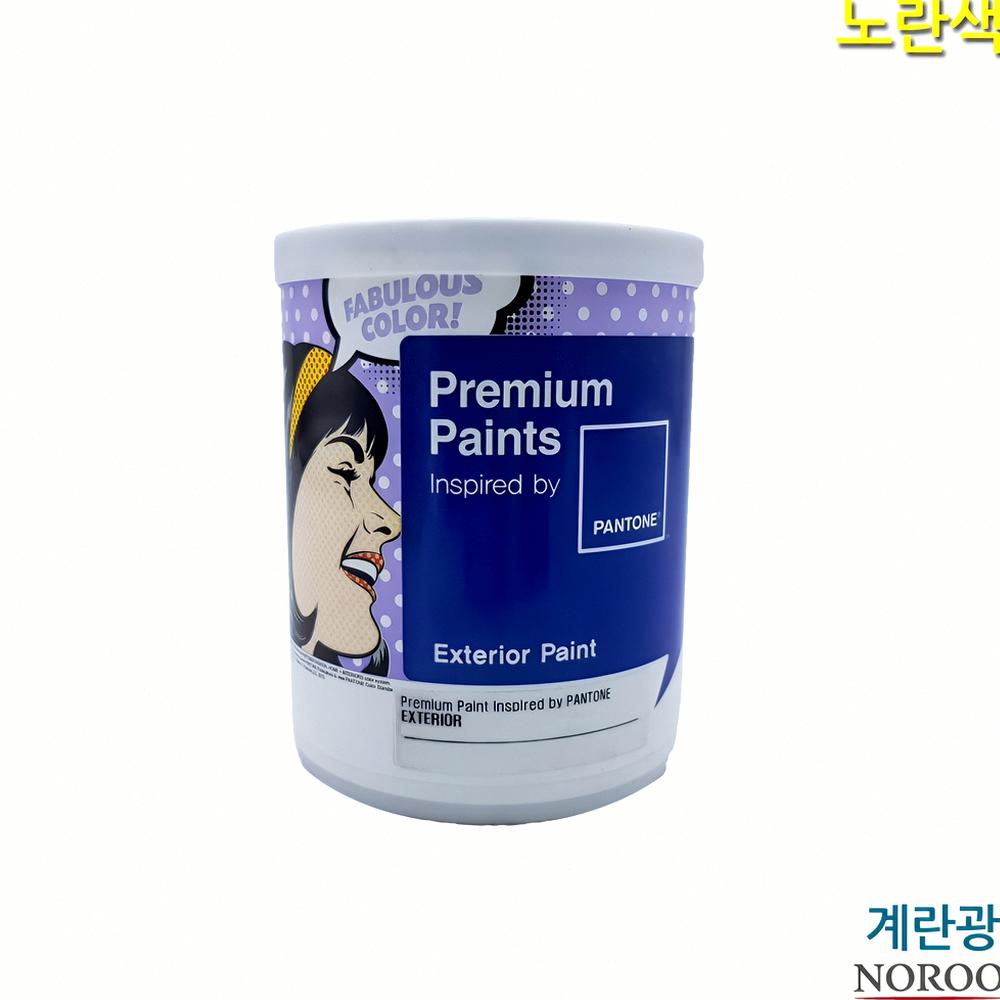 노란색
FABULOUS
COLOR!
Premium
Paints
Inspired by
PANTONE
Exterior Paint
Premium Paint Inspired by PANTONE
EXTERIOR
계란광
NOROO